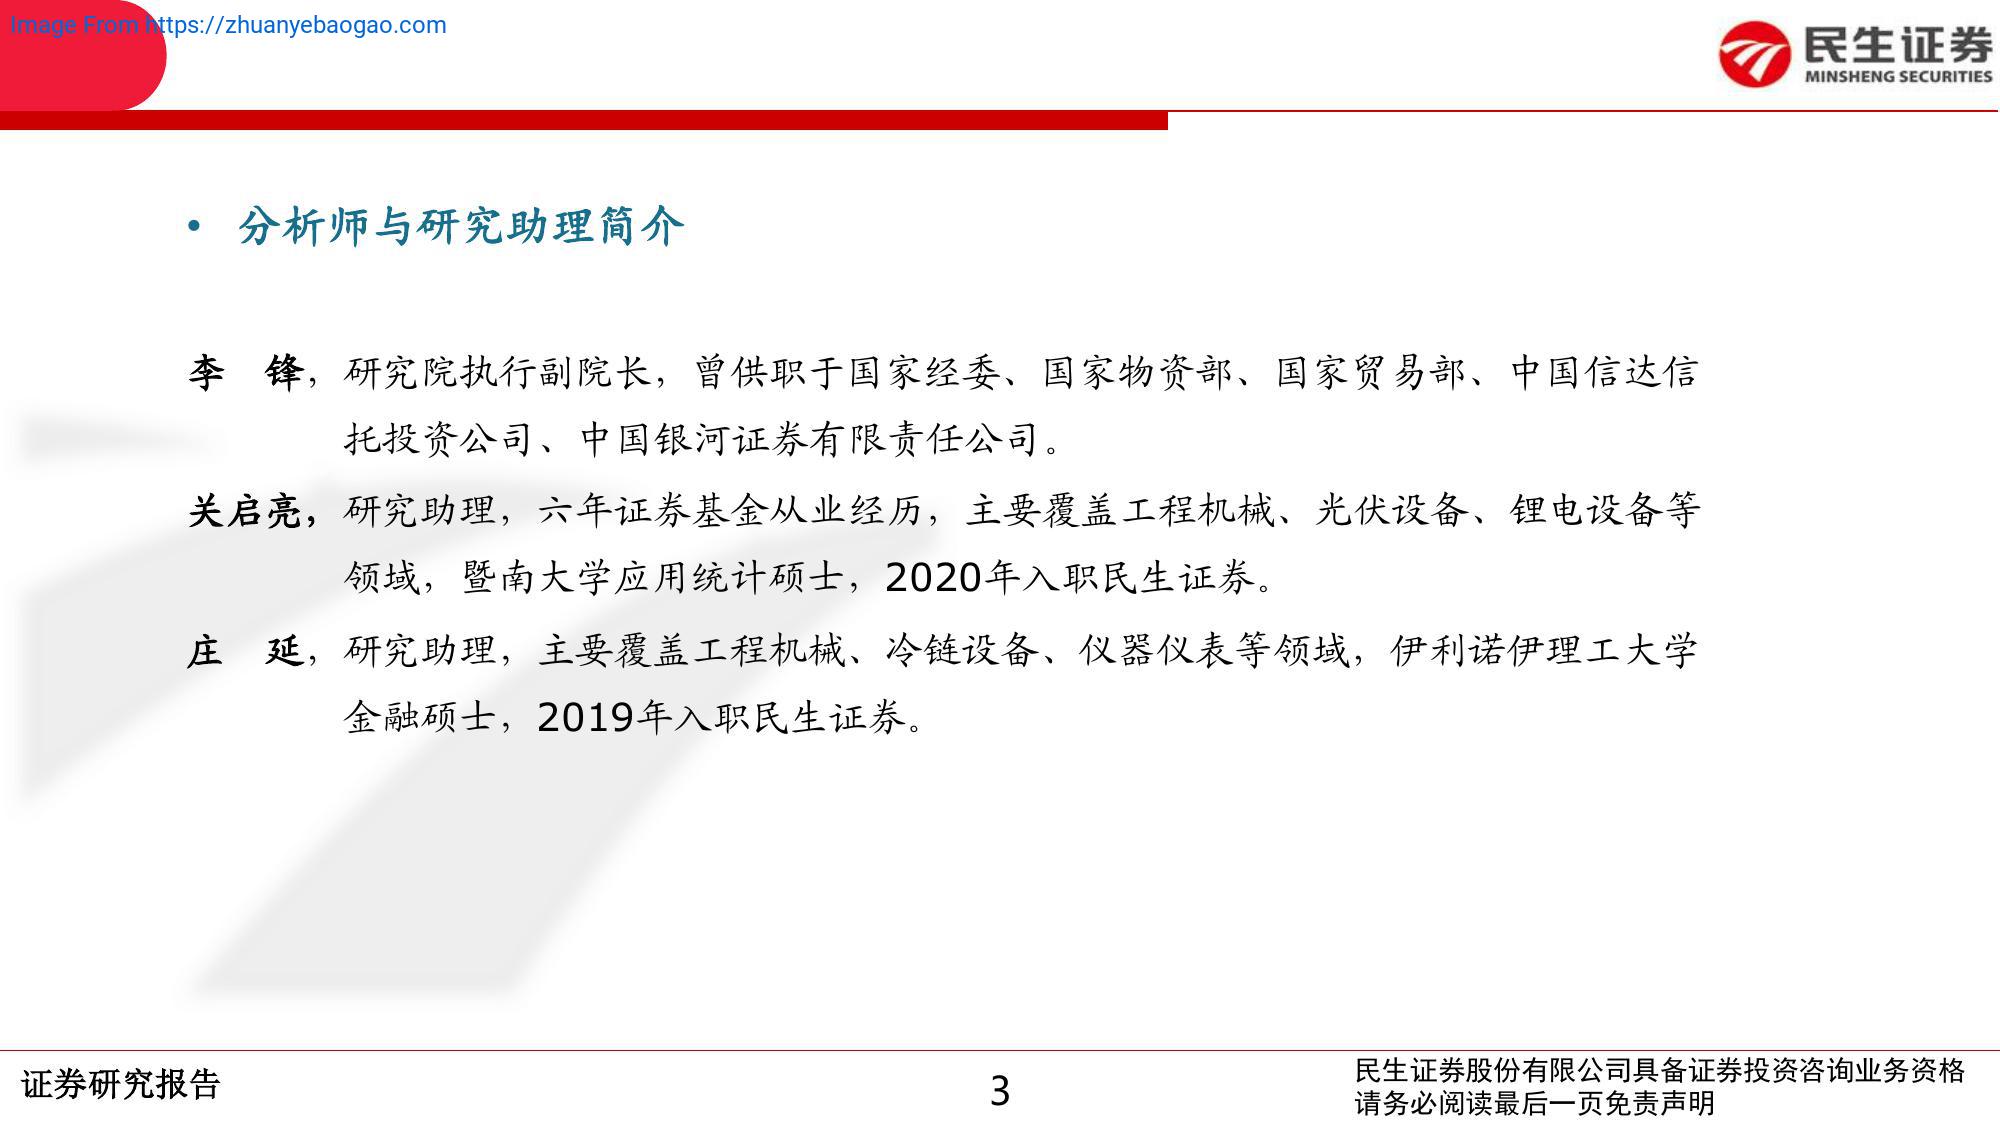 Image From https://zhuanyebaogao.com
民生证券
MINSHENG SECURITIES
• 分析师与研究助理简介
李　锋，研究院执行副院长，曾供职于国家经委、国家物资部、国家贸易部、中国信达信
托投资公司、中国银河证券有限责任公司。
关启亮，研究助理，六年证券基金从业经历，主要覆盖工程机械、光伏设备、锂电设备等
领域，暨南大学应用统计硕士，2020年入职民生证券。
庄　延，研究助理，主要覆盖工程机械、冷链设备、仪器仪表等领域，伊利诺伊理工大学
金融硕士，2019年入职民生证券。
证券研究报告
3
民生证券股份有限公司具备证券投资咨询业务资格
请务必阅读最后一页免责声明